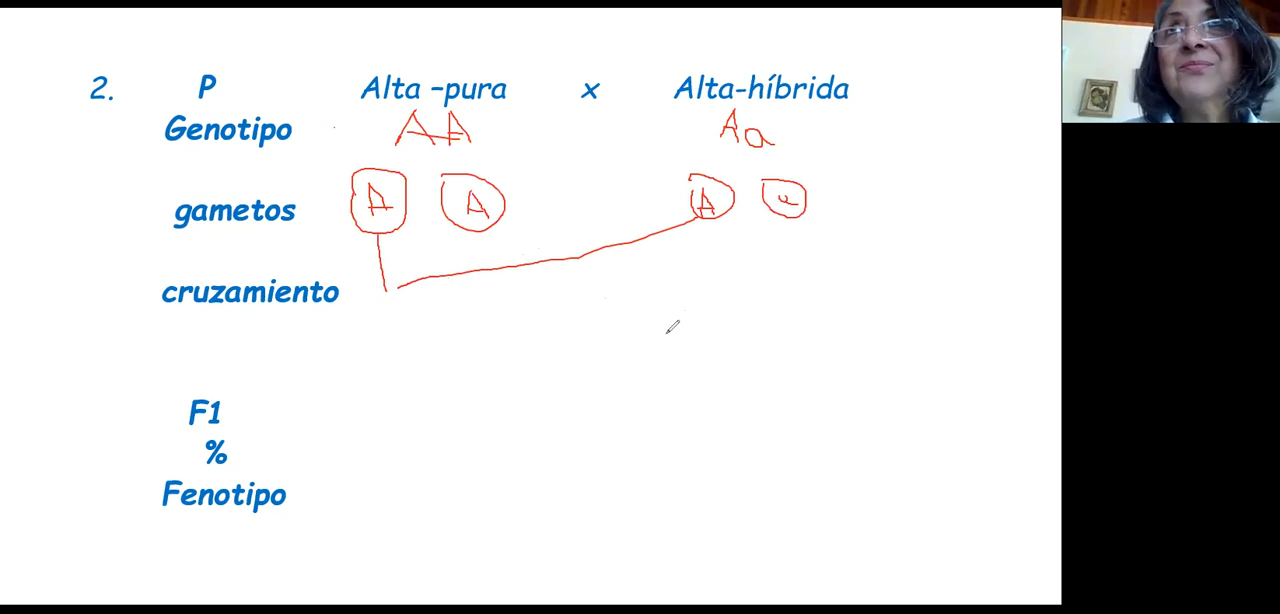 2. P Alta -pura x Alta-híbrida
Genotipo AA Aa
gametos A A A a
cruzamiento
F1
%
Fenotipo